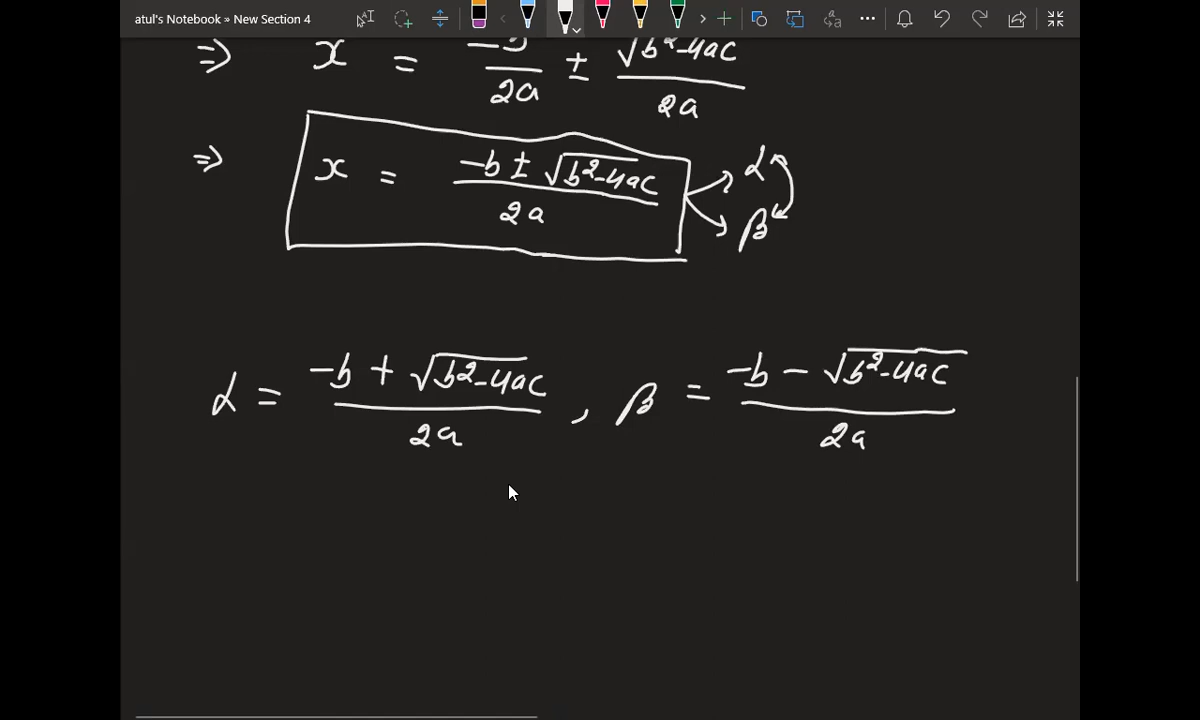 atul's Notebook » New Section 4
⇒ x = -b/2a ± √b²-4ac/2a
⇒ x = -b ± √b²-4ac/2a → α
→ β
α = -b + √b²-4ac/2a , β = -b - √b²-4ac/2a